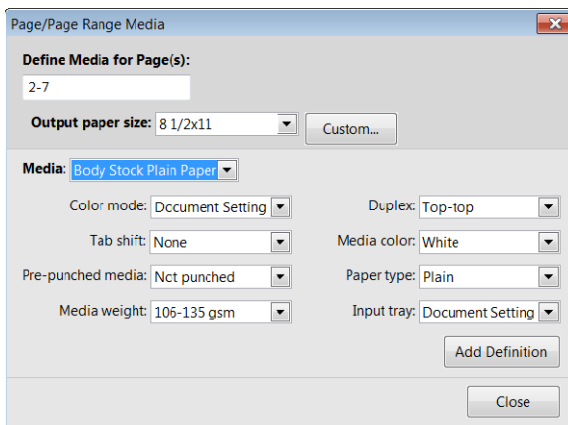 Page/Page Range Media
Define Media for Page(s):
2-7
Output paper size: 8 1/2x11 Custom...
Media: Body Stock Plain Paper
Color mode: Document Setting Duplex: Top-top
Tab shift: None Media color: White
Pre-punched media: Not punched Paper type: Plain
Media weight: 106-135 gsm Input tray: Document Setting
Add Definition
Close